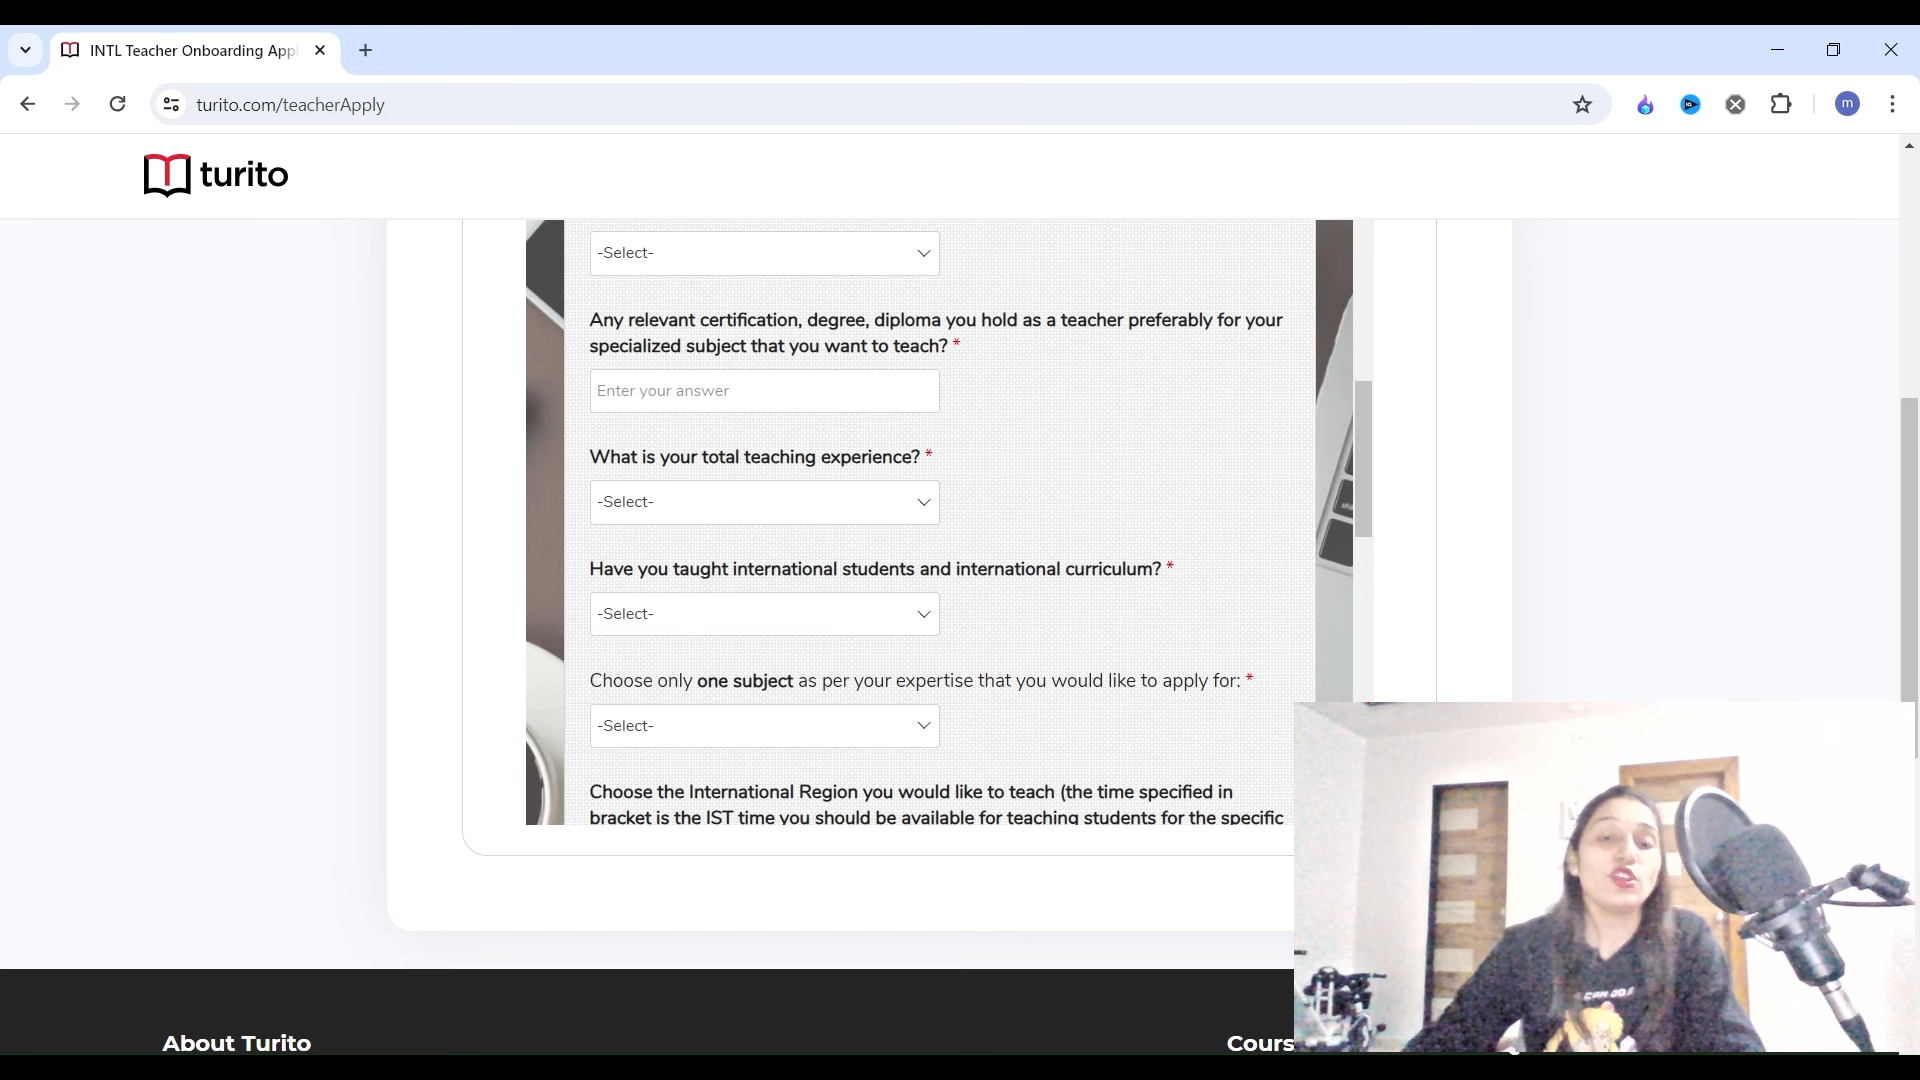 INTL Teacher Onboarding App
turito.com/teacherApply
m
turito
-Select-
Any relevant certification, degree, diploma you hold as a teacher preferably for your
specialized subject that you want to teach? *
Enter your answer
What is your total teaching experience? *
-Select-
Have you taught international students and international curriculum? *
-Select-
Choose only one subject as per your expertise that you would like to apply for: *
-Select-
Choose the International Region you would like to teach (the time specified in
bracket is the IST time you should be available for teaching students for the specific
CAN DO
About Turito
Cours